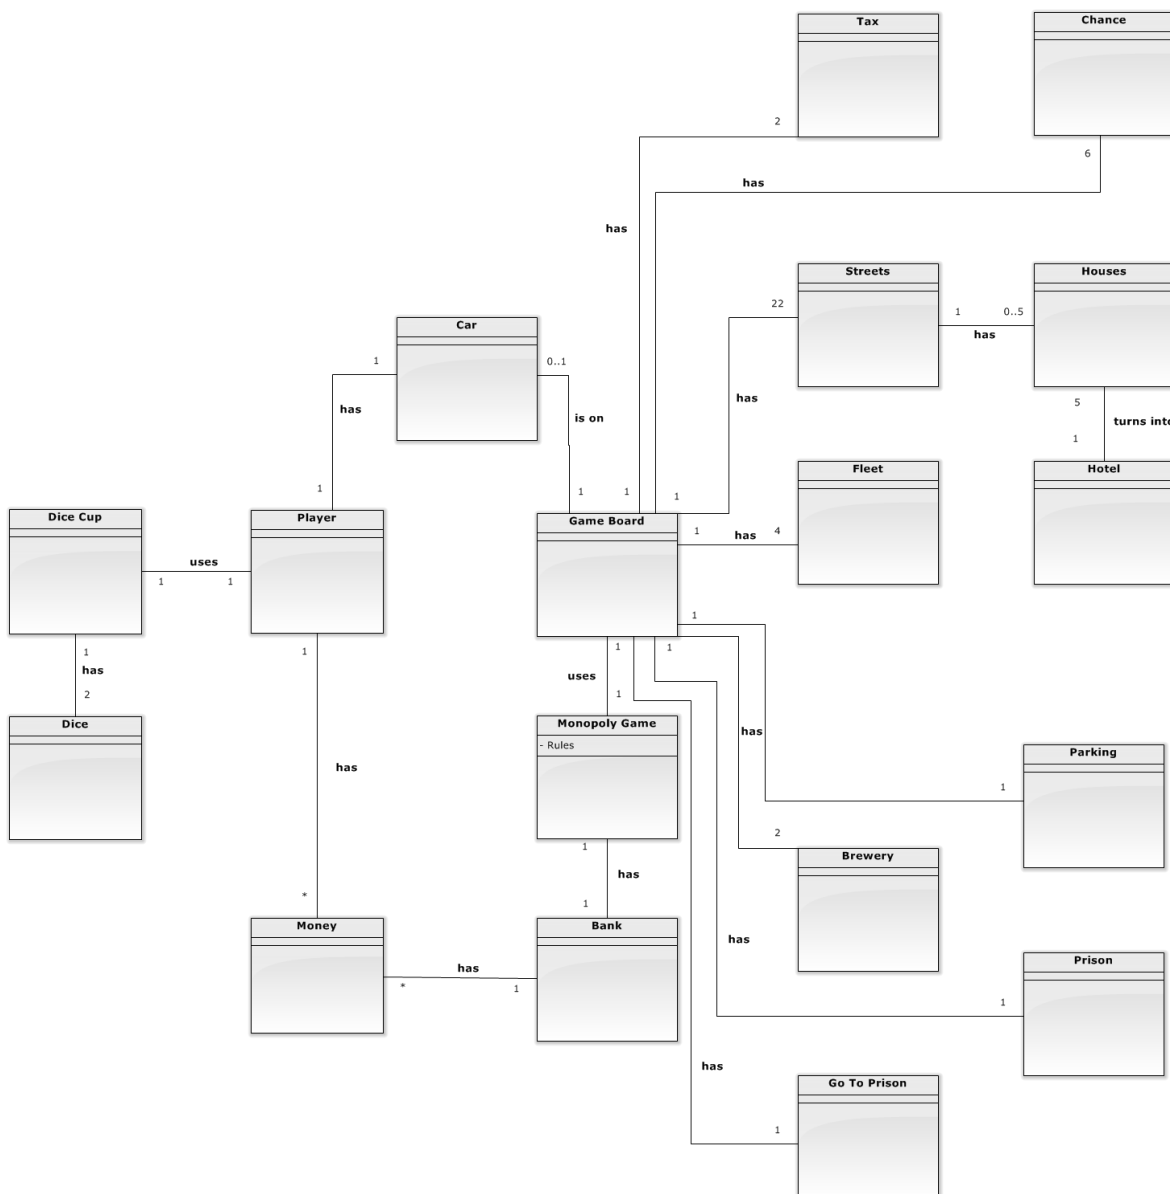 Tax
Chance
2
6
has
has
Streets
Houses
22
1
0..5
has
Car
1
0..1
has
has
is on
5
turns into
1
Fleet
Hotel
1
1
1
1
Dice Cup
Player
Game Board
1
has
4
uses
1
1
1
1
1
1
1
has
uses
2
1
Dice
Monopoly Game
- Rules
has
Parking
has
1
2
1
Brewery
has
*
1
Money
Bank
has
has
Prison
*
1
1
has
Go To Prison
1